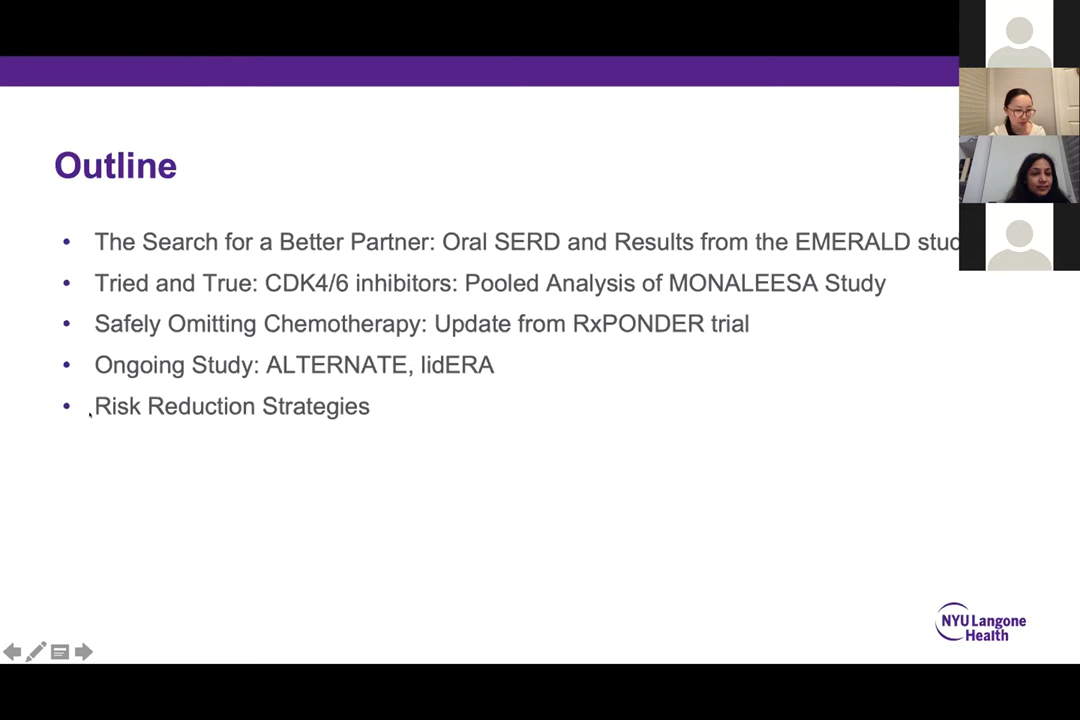 Outline
• The Search for a Better Partner: Oral SERD and Results from the EMERALD
• Tried and True: CDK4/6 inhibitors: Pooled Analysis of MONALEESA Study
• Safely Omitting Chemotherapy: Update from RxPONDER trial
• Ongoing Study: ALTERNATE, lidERA
• Risk Reduction Strategies
NYU Langone
Health